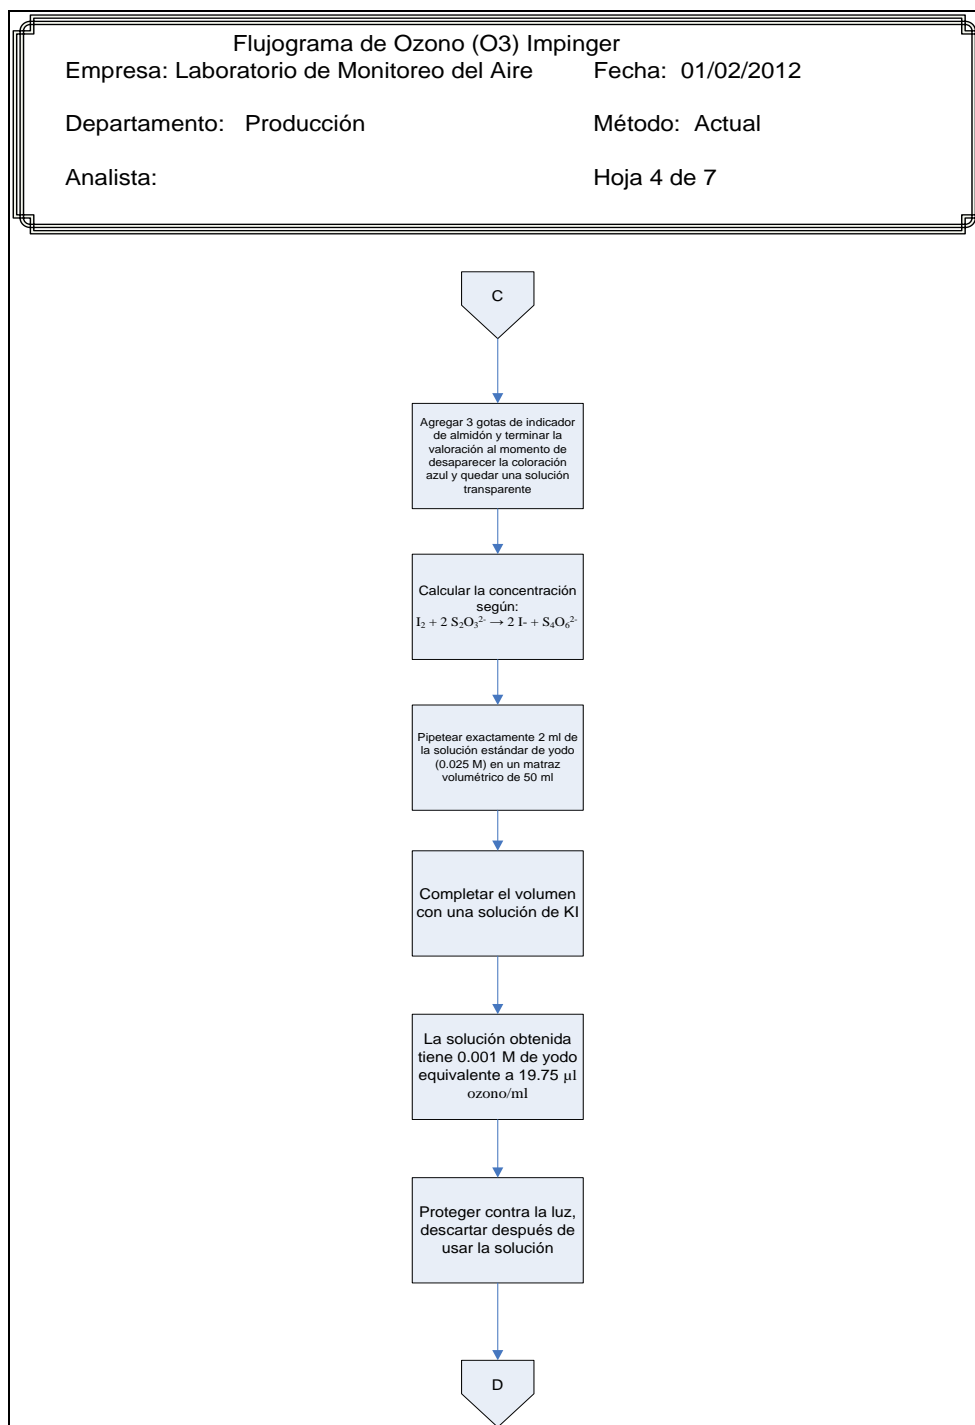 Flujograma de Ozono (O3) Impinger
Empresa: Laboratorio de Monitoreo del Aire Fecha: 01/02/2012
Departamento: Producción Método: Actual
Analista: Hoja 4 de 7
C
Agregar 3 gotas de indicador
de almidón y terminar la
valoración al momento de
desaparecer la coloración
azul y quedar una solución
transparente
Calcular la concentración
según:
I₂ + 2 S₂O₃²⁻ → 2 I- + S₄O₆²⁻
Pipetear exactamente 2 ml de
la solución estándar de yodo
(0.025 M) en un matraz
volumétrico de 50 ml
Completar el volumen
con una solución de KI
La solución obtenida
tiene 0.001 M de yodo
equivalente a 19.75 µl
ozono/ml
Proteger contra la luz,
descartar después de
usar la solución
D